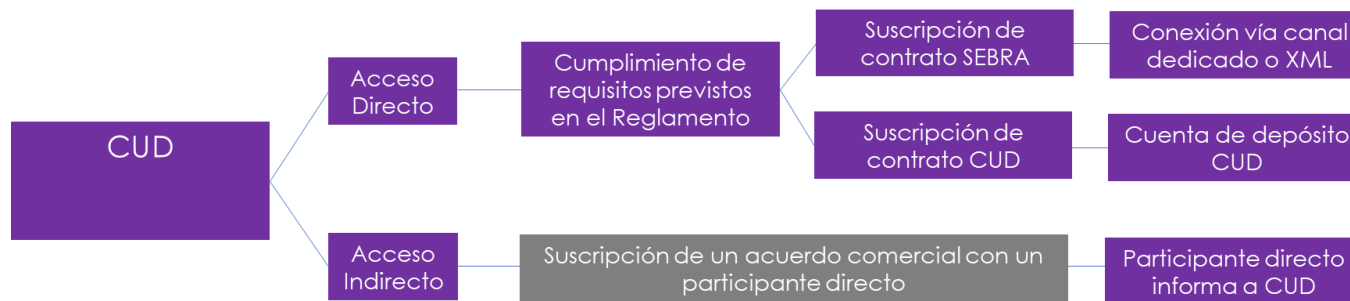 CUD
Acceso
Directo
Cumplimiento de
requisitos previstos
en el Reglamento
Suscripción de
contrato SEBRA
Conexión vía canal
dedicado o XML
Suscripción de
contrato CUD
Cuenta de depósito
CUD
Acceso
Indirecto
Suscripción de un acuerdo comercial con un
participante directo
Participante directo
informa a CUD